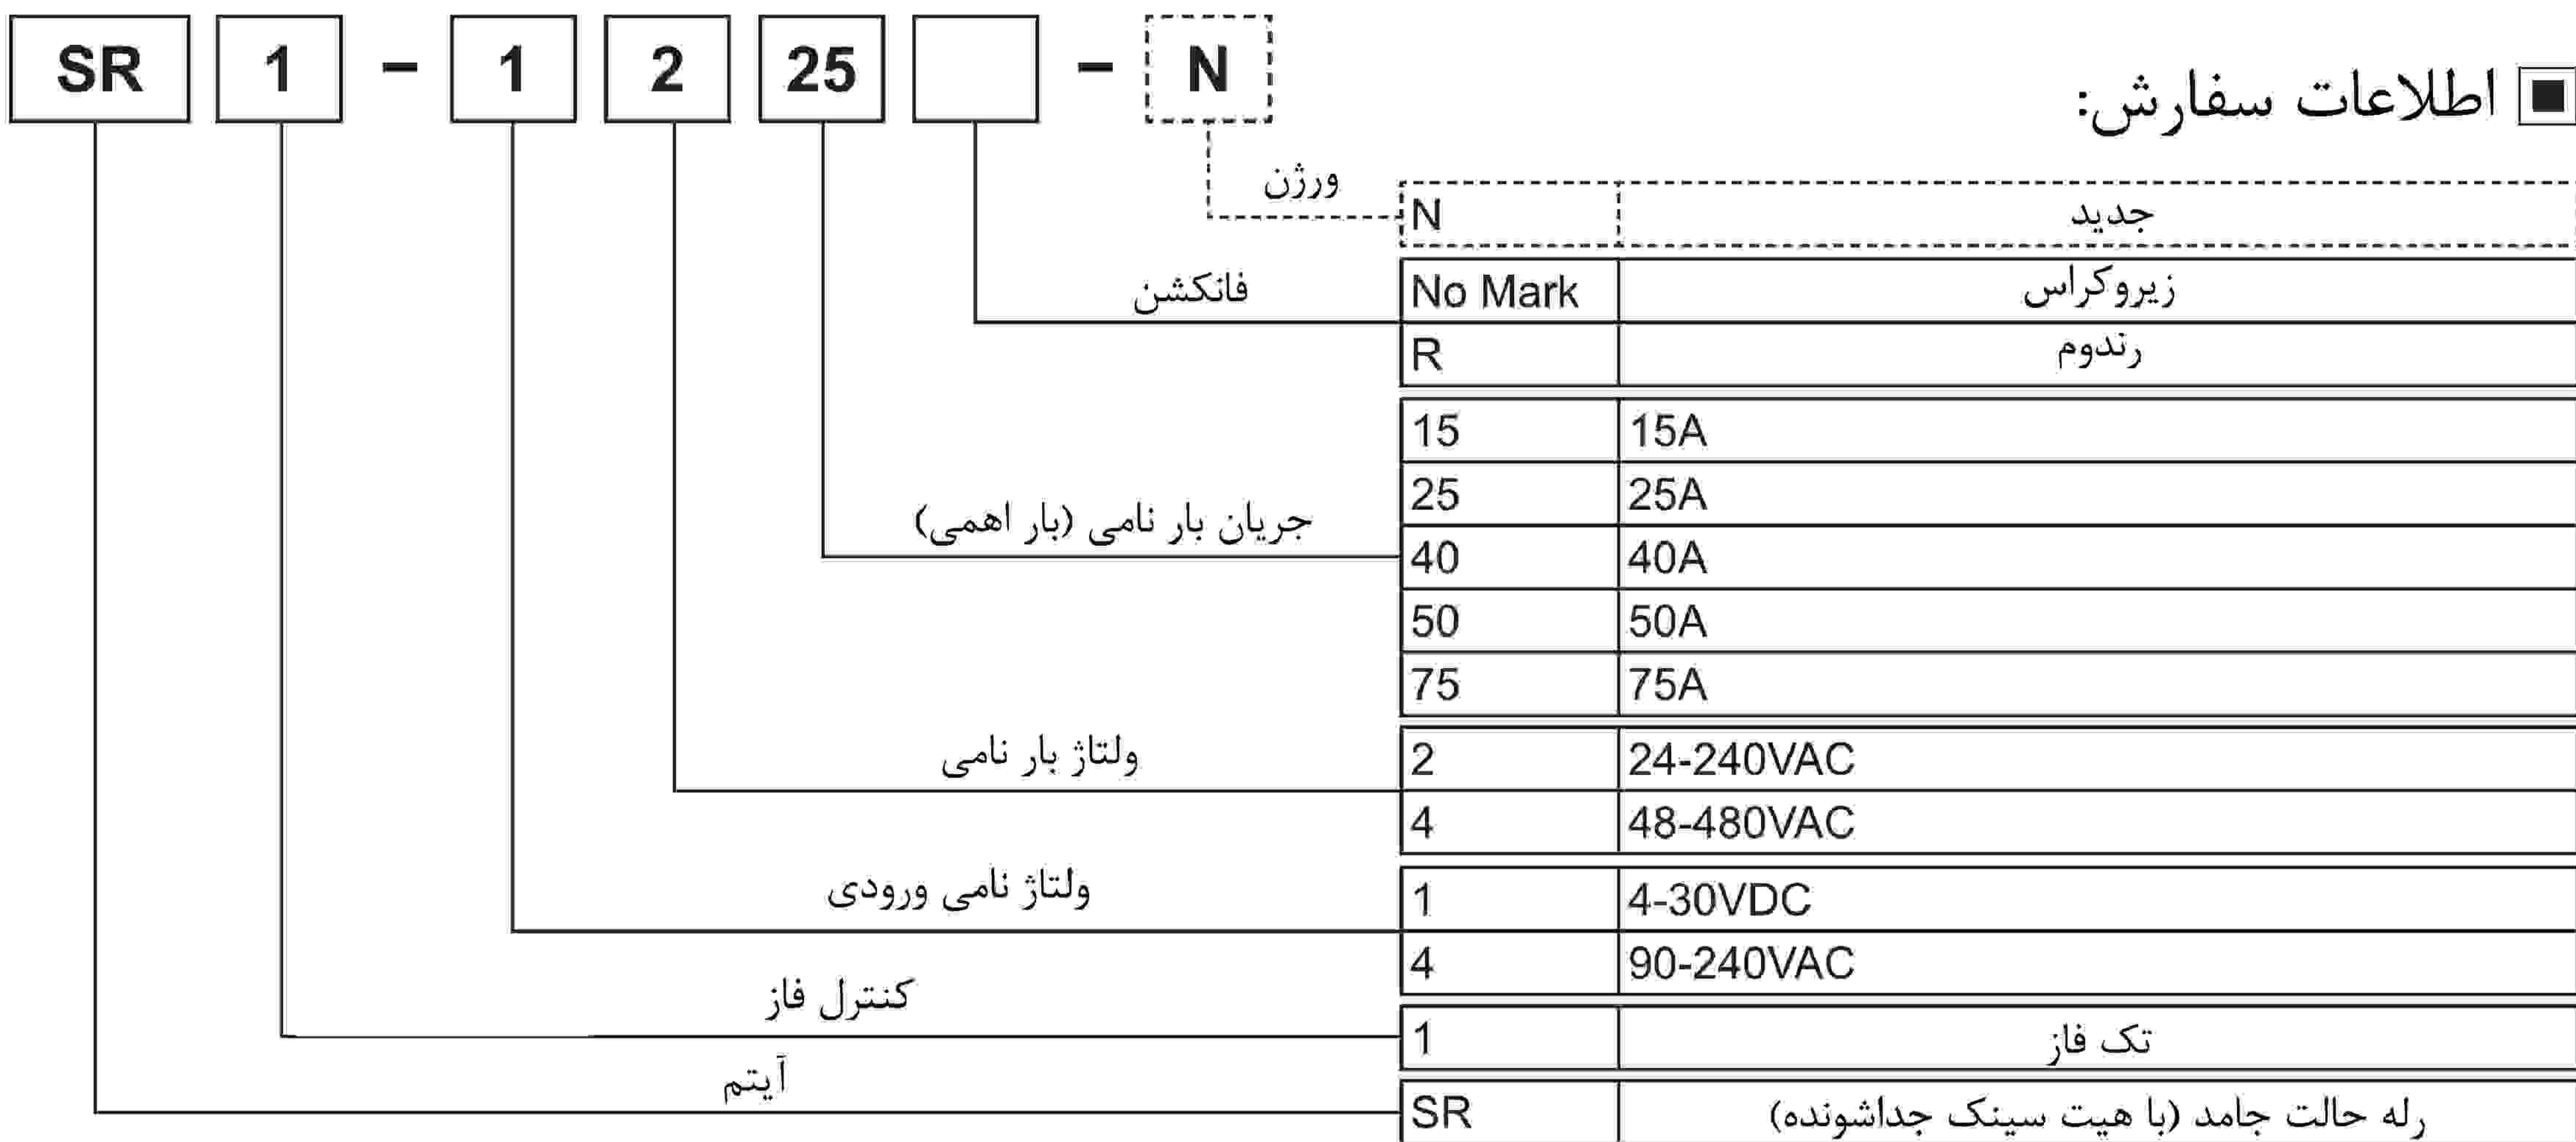 SR 1 - 1 2 25 - N
■ اطلاعات سفارش:
ورژن
N جدید
فانکشن
No Mark زیروکراس
R رندوم
15 15A
25 25A
جریان بار نامی (بار اهمی)
40 40A
50 50A
75 75A
ولتاژ بار نامی
2 24-240VAC
4 48-480VAC
ولتاژ نامی ورودی
1 4-30VDC
4 90-240VAC
کنترل فاز
1 تک فاز
آیتم
SR رله حالت جامد (با هیت سینک جداشونده)